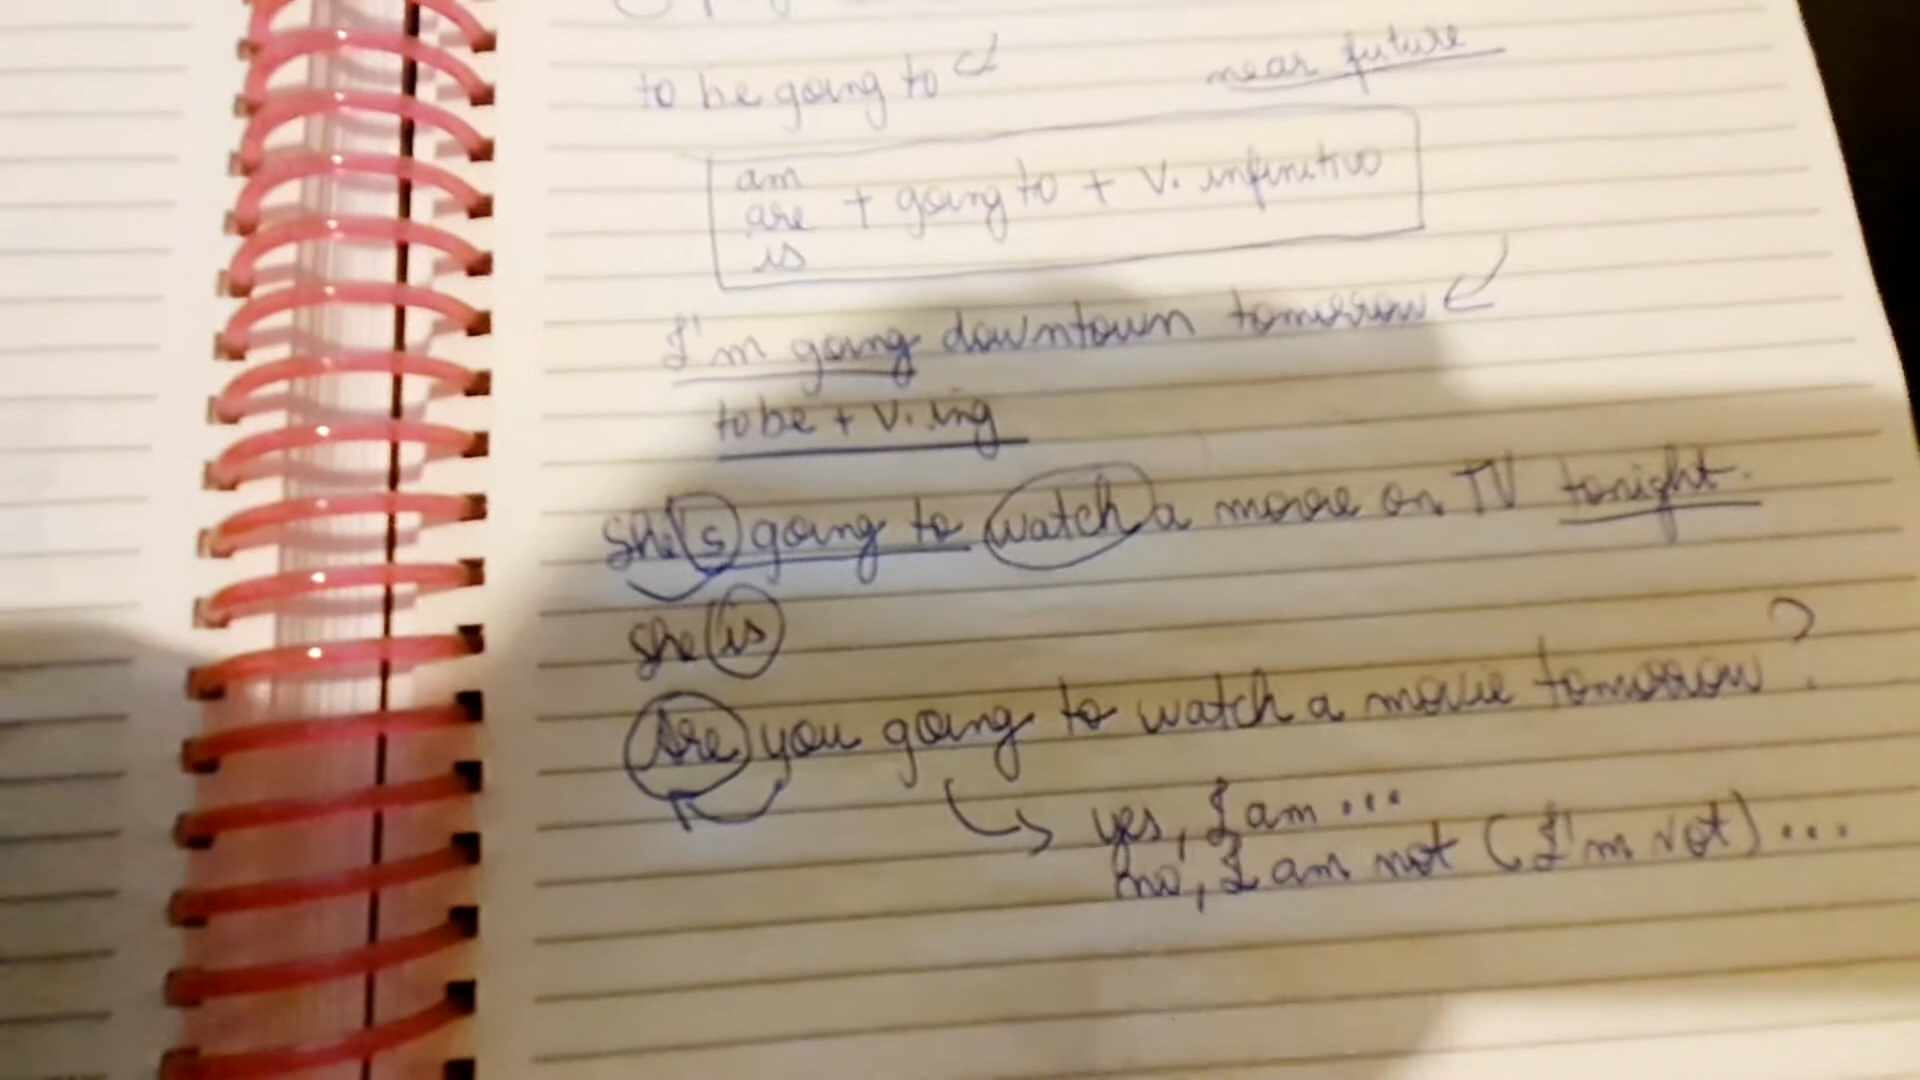 to be going to
near future
am
are + going to + v. infinitivo
is
I'm going downtown tomorrow
to be + v. ing
She's going to watch a movie on TV tonight.
she is
Are you going to watch a movie tomorrow?
yes, I am ...
no, I am not (I'm not) ...